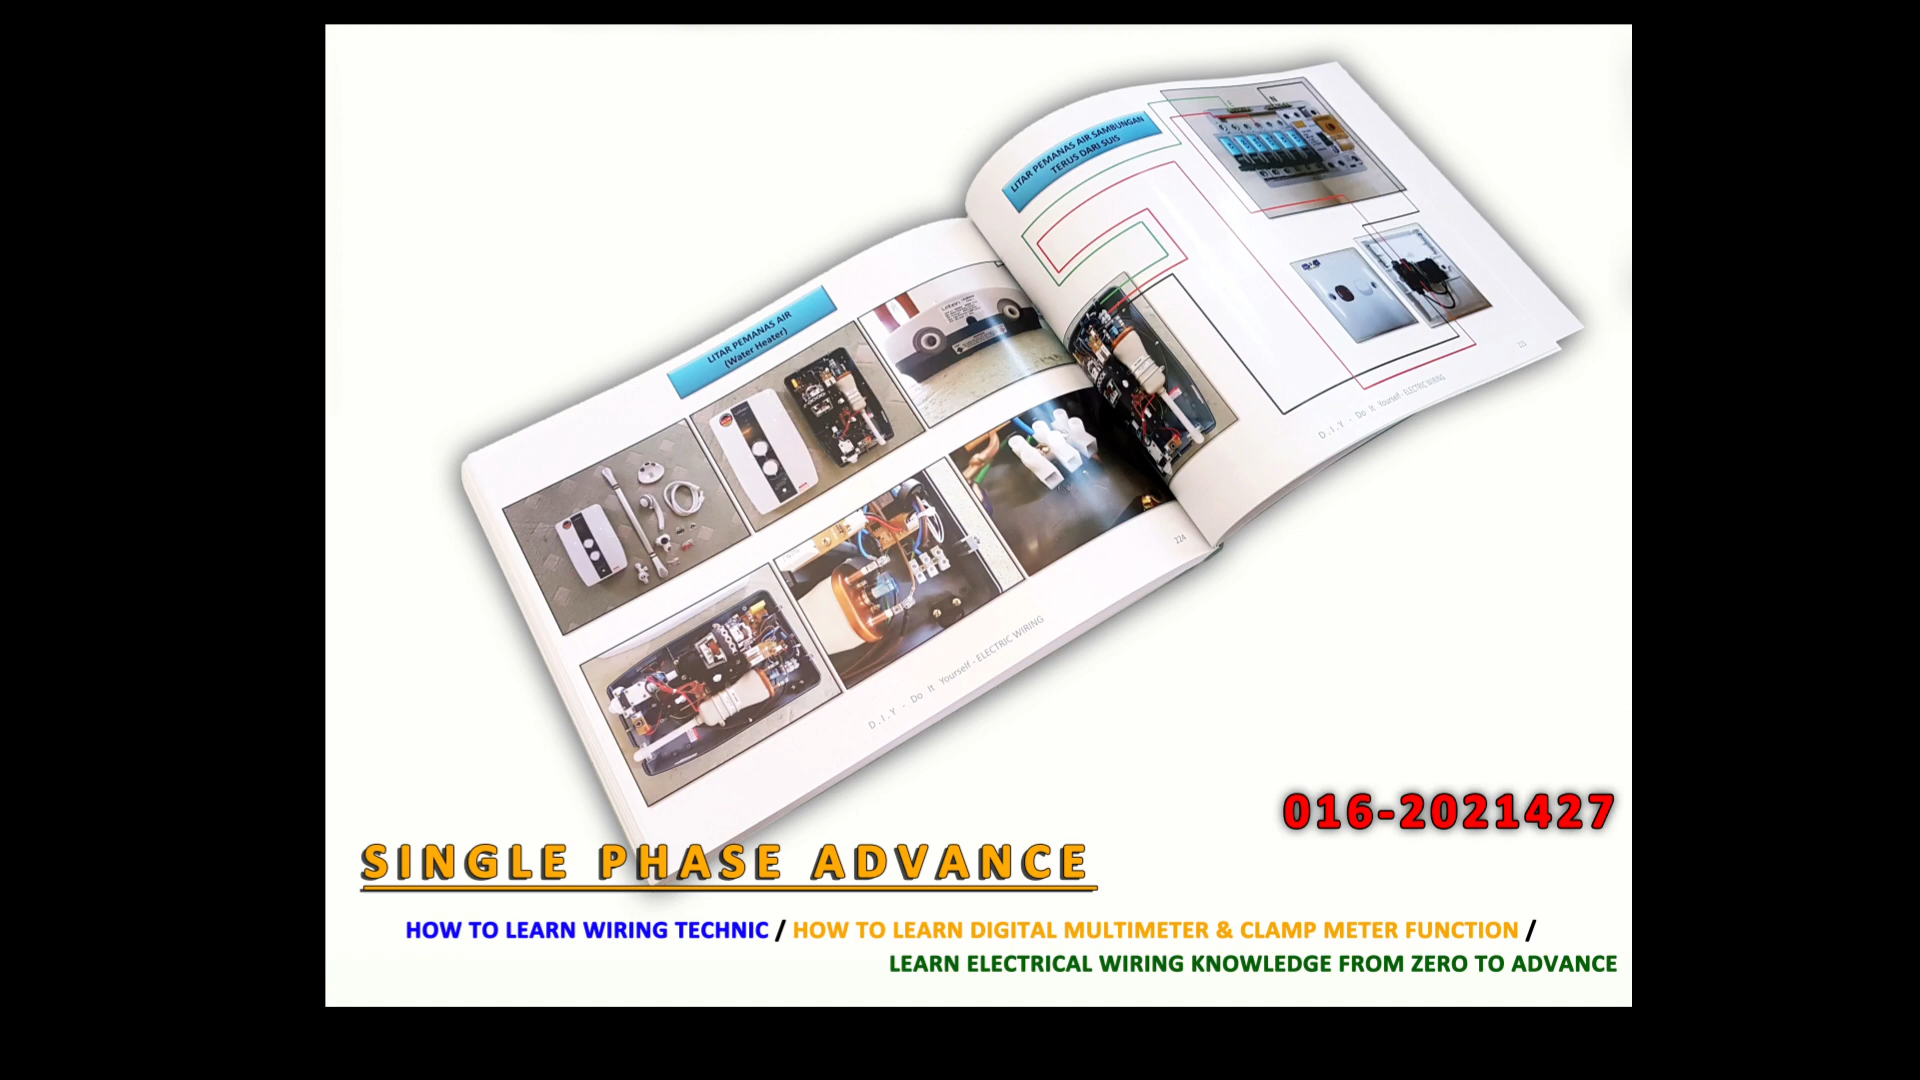 LITAR PEMANAS AIR
(Water Heater)
224
D.I.Y - Do It Yourself - ELECTRIC WIRING
LITAR PEMANAS AIR SAMBUNGAN
TERUS DARI SUIS
D.I.Y - Do It Yourself - ELECTRIC WIRING
016-2021427
SINGLE PHASE ADVANCE
HOW TO LEARN WIRING TECHNIC / HOW TO LEARN DIGITAL MULTIMETER & CLAMP METER FUNCTION /
LEARN ELECTRICAL WIRING KNOWLEDGE FROM ZERO TO ADVANCE